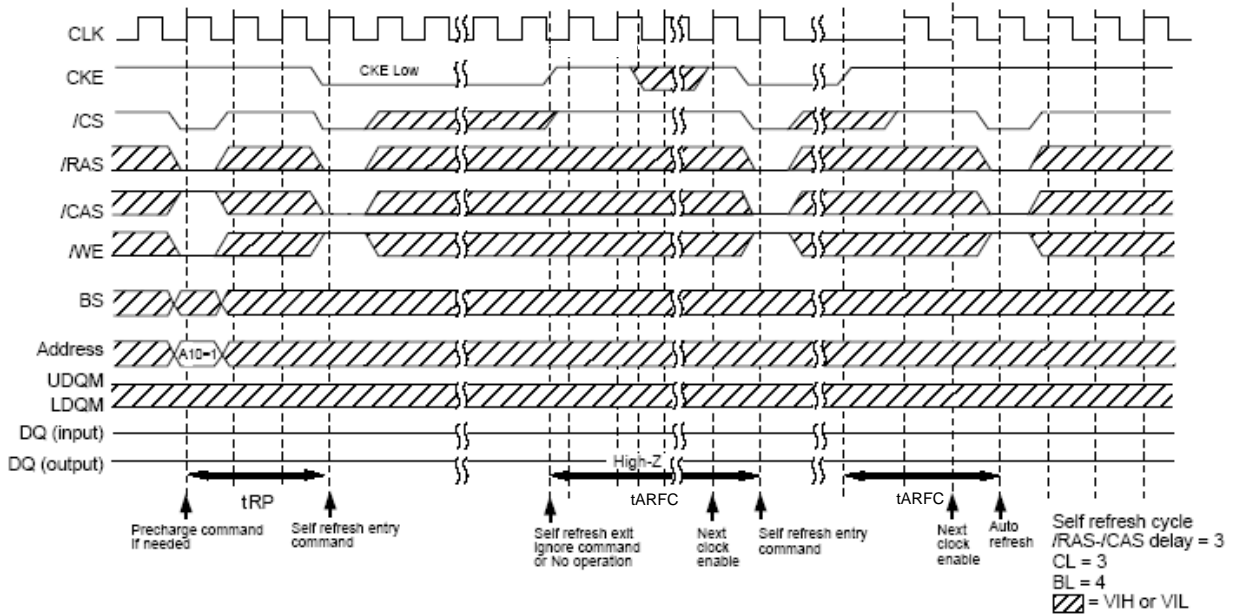 CLK
CKE
CKE Low
/CS
/RAS
/CAS
/WE
BS
Address
A10=1
UDQM
LDQM
DQ (input)
DQ (output)
High-Z
tRP
tARFC
tARFC
Precharge command
If needed
Self refresh entry
command
Self refresh exit
Ignore command
or No operation
Next
clock
enable
Self refresh entry
command
Next
clock
enable
Auto
refresh
Self refresh cycle
/RAS-/CAS delay = 3
CL = 3
BL = 4
= VIH or VIL